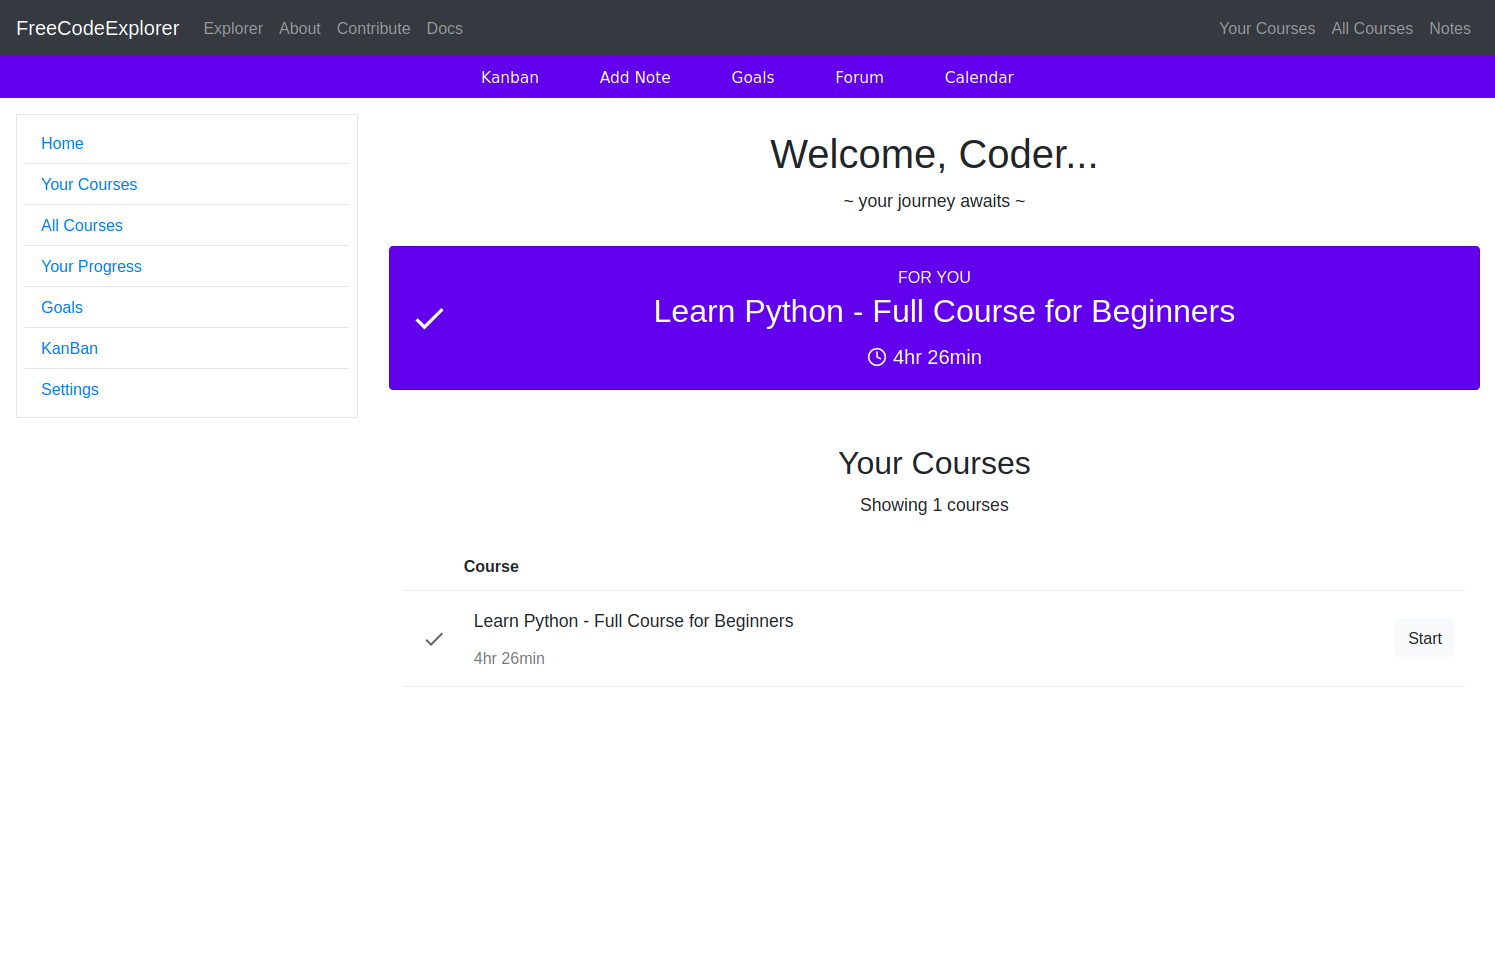 FreeCodeExplorer Explorer About Contribute Docs Your Courses All Courses Notes
Kanban Add Note Goals Forum Calendar
Home
Your Courses
All Courses
Your Progress
Goals
KanBan
Settings
Welcome, Coder...
~ your journey awaits ~
FOR YOU
Learn Python - Full Course for Beginners
4hr 26min
Your Courses
Showing 1 courses
Course
Learn Python - Full Course for Beginners
4hr 26min
Start